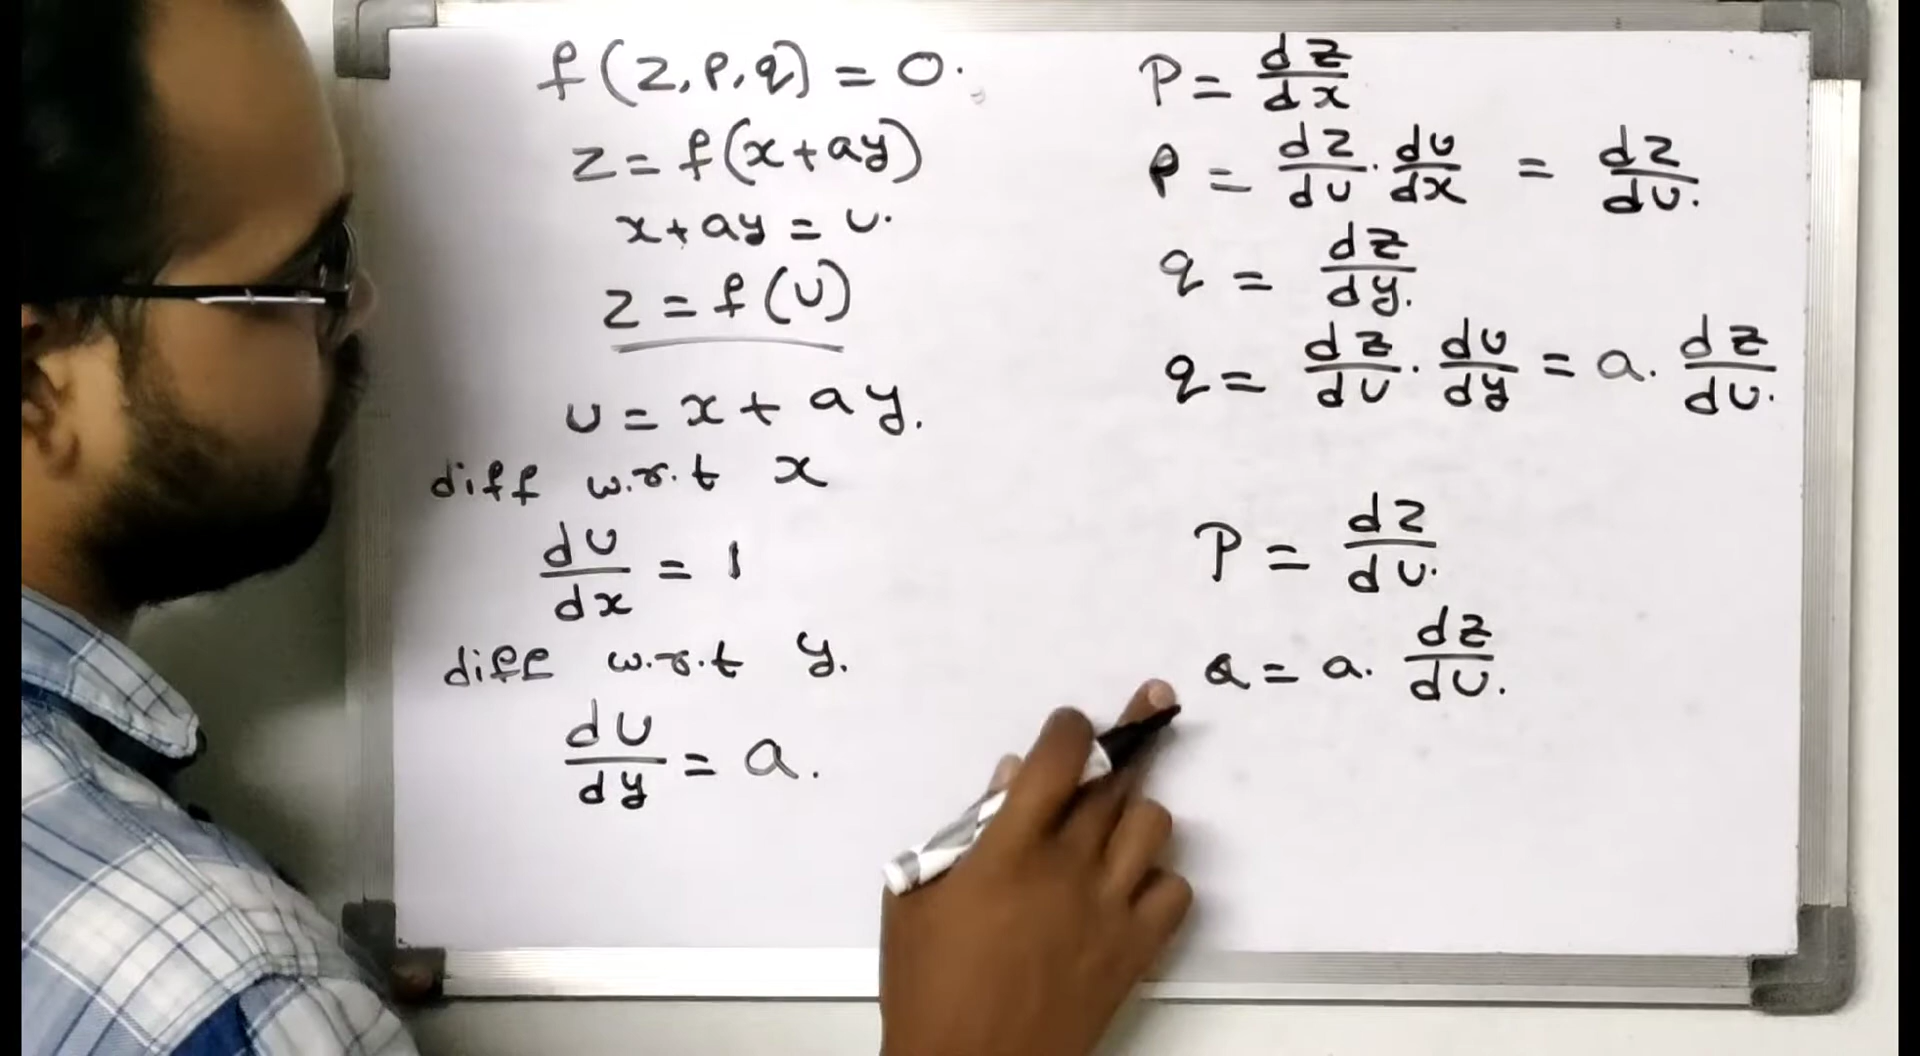 f(z,p,q) = 0.
z = f(x+ay)
x+ay = u.
z = f(u)
u = x + ay.
diff w.r.t x
du/dx = 1
diff w.r.t y.
du/dy = a.
P = dz/dx
P = dz/du . du/dx = dz/du.
q = dz/dy.
q = dz/du . du/dy = a. dz/du.
P = dz/du.
Q = a. dz/du.